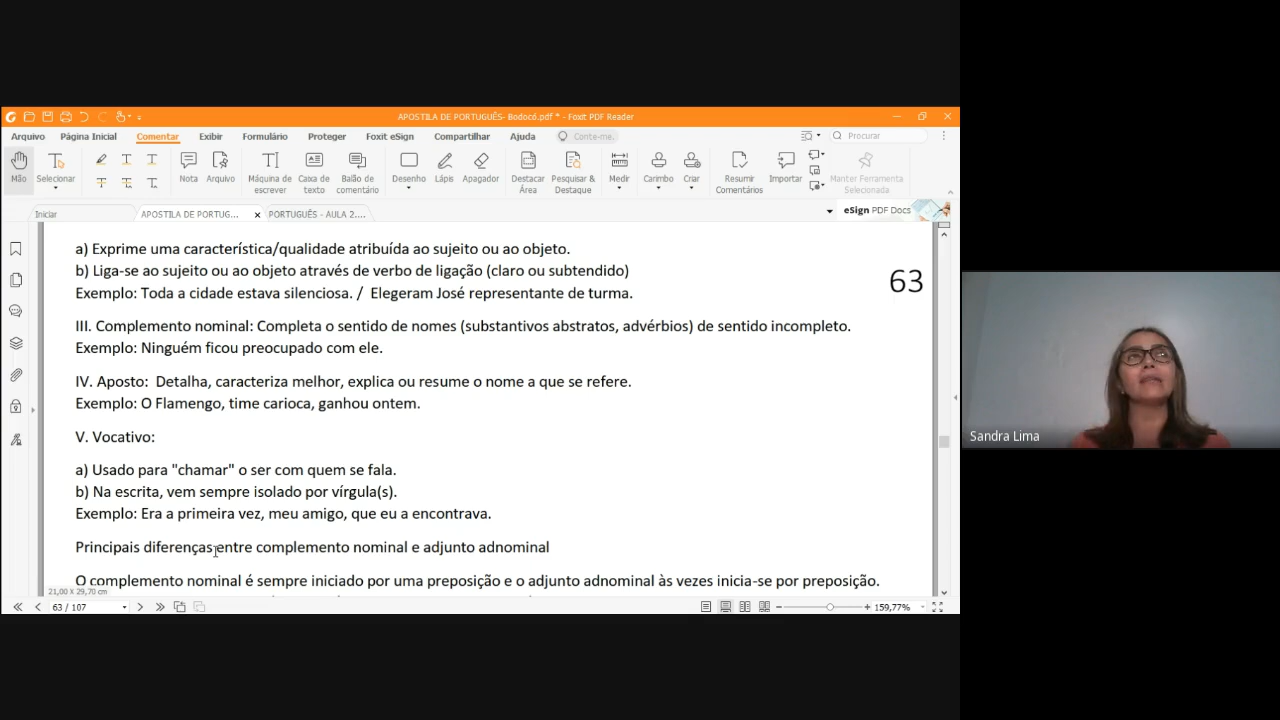 APOSTILA DE PORTUGUÊS- Bodocó.pdf * - Foxit PDF Reader
Arquivo Página Inicial Comentar Exibir Formulário Proteger Foxit eSign Compartilhar Ajuda Conte-me. Procurar
Mão Selecionar Nota Arquivo Máquina de escrever Caixa de texto Balão de comentário Desenho Lápis Apagador Destacar Área Pesquisar & Destaque Medir Carimbo Criar Resumir Comentários Importar Manter Ferramenta Selecionada
Iniciar APOSTILA DE PORTUG... PORTUGUÊS - AULA 2.... eSign PDF Docs
a) Exprime uma característica/qualidade atribuída ao sujeito ou ao objeto.
b) Liga-se ao sujeito ou ao objeto através de verbo de ligação (claro ou subtendido)
63
Exemplo: Toda a cidade estava silenciosa. / Elegeram José representante de turma.
III. Complemento nominal: Completa o sentido de nomes (substantivos abstratos, advérbios) de sentido incompleto.
Exemplo: Ninguém ficou preocupado com ele.
IV. Aposto: Detalha, caracteriza melhor, explica ou resume o nome a que se refere.
Exemplo: O Flamengo, time carioca, ganhou ontem.
V. Vocativo:
Sandra Lima
a) Usado para "chamar" o ser com quem se fala.
b) Na escrita, vem sempre isolado por vírgula(s).
Exemplo: Era a primeira vez, meu amigo, que eu a encontrava.
Principais diferenças entre complemento nominal e adjunto adnominal
O complemento nominal é sempre iniciado por uma preposição e o adjunto adnominal às vezes inicia-se por preposição.
21,00 X 29,70 cm
63 / 107 159,77%